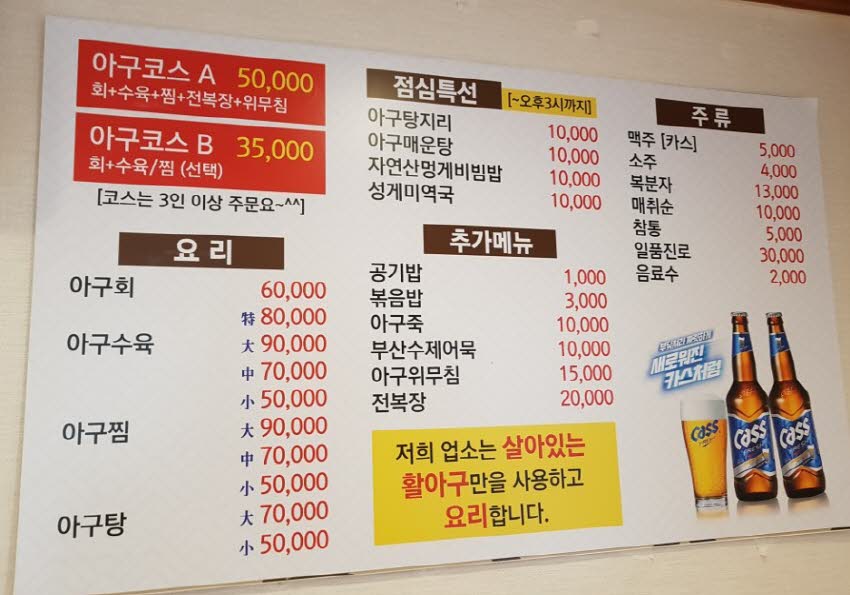 아구코스 A 50,000
회+수육+찜+전복장+위무침
아구코스 B 35,000
회+수육/찜 (선택)
[코스는 3인 이상 주문요~^^]
요 리
아구회 60,000
特 80,000
아구수육 大 90,000
中 70,000
小 50,000
아구찜 大 90,000
中 70,000
小 50,000
아구탕 大 70,000
小 50,000
점심특선 [~오후3시까지]
아구탕지리 10,000
아구매운탕 10,000
자연산멍게비빔밥 10,000
성게미역국 10,000
추가메뉴
공기밥 1,000
볶음밥 3,000
아구죽 10,000
부산수제어묵 10,000
아구위무침 15,000
전복장 20,000
저희 업소는 살아있는
활아구만을 사용하고
요리합니다.
주 류
맥주 [카스] 5,000
소주 4,000
복분자 13,000
매취순 10,000
참통 5,000
일품진로 30,000
음료수 2,000
새로워진
카스처럼
cass
cass
cass